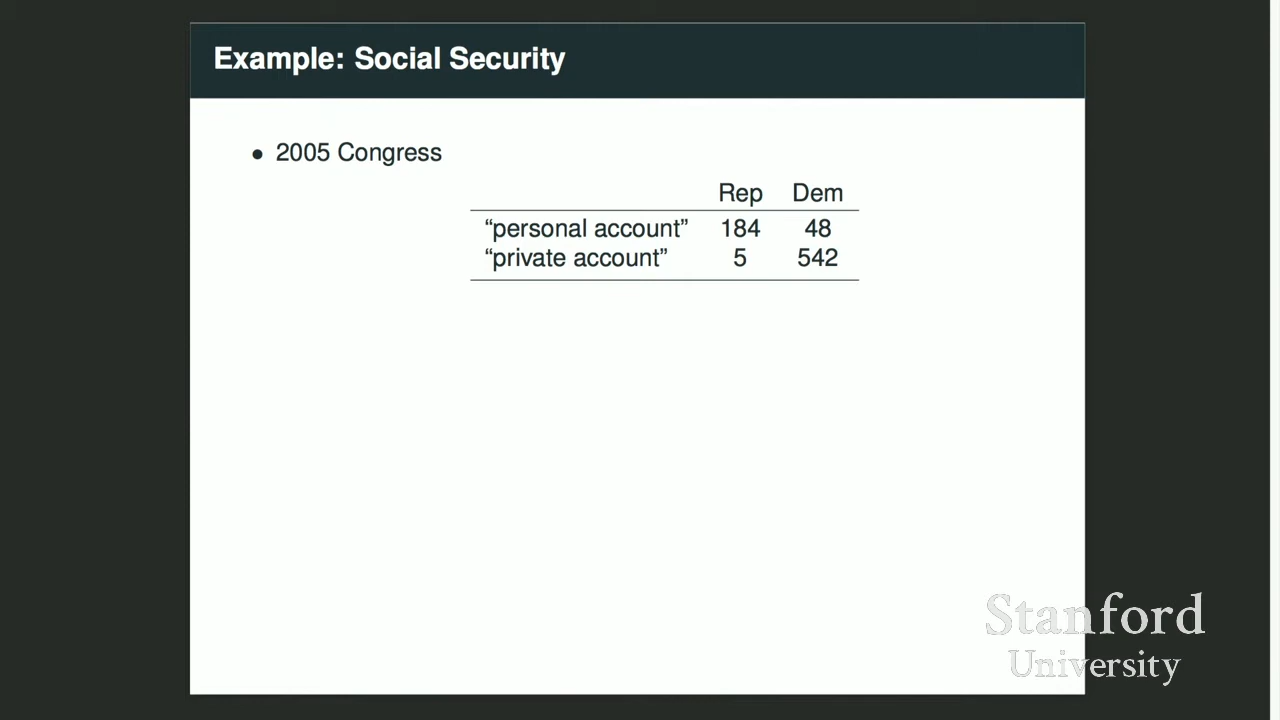 Example: Social Security
• 2005 Congress
Rep Dem
“personal account” 184 48
“private account” 5 542
Stanford
University